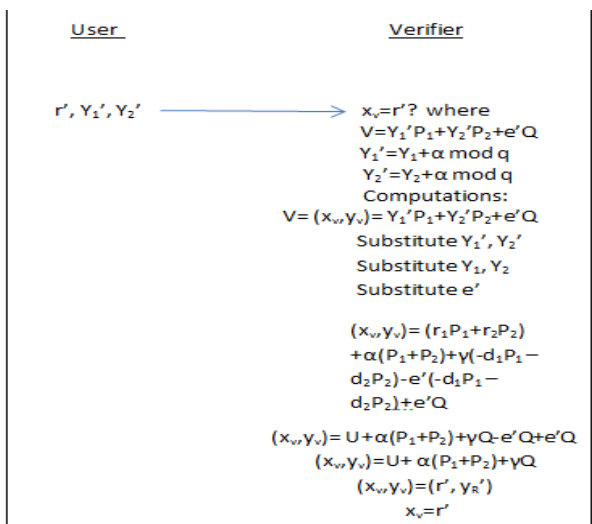 User Verifier
r′, Y₁′, Y₂′ xᵥ=r′? where
V=Y₁′P₁+Y₂′P₂+e′Q
Y₁′=Y₁+α mod q
Y₂′=Y₂+α mod q
Computations:
V= (xᵥ,yᵥ)= Y₁′P₁+Y₂′P₂+e′Q
Substitute Y₁′, Y₂′
Substitute Y₁, Y₂
Substitute e′
(xᵥ,yᵥ)= (r₁P₁+r₂P₂)
+α(P₁+P₂)+γ(-d₁P₁−
d₂P₂)-e′(-d₁P₁−
d₂P₂)+e′Q
(xᵥ,yᵥ)= U+α(P₁+P₂)+γQ-e′Q+e′Q
(xᵥ,yᵥ)=U+ α(P₁+P₂)+γQ
(xᵥ,yᵥ)=(r′, y_R′)
xᵥ=r′